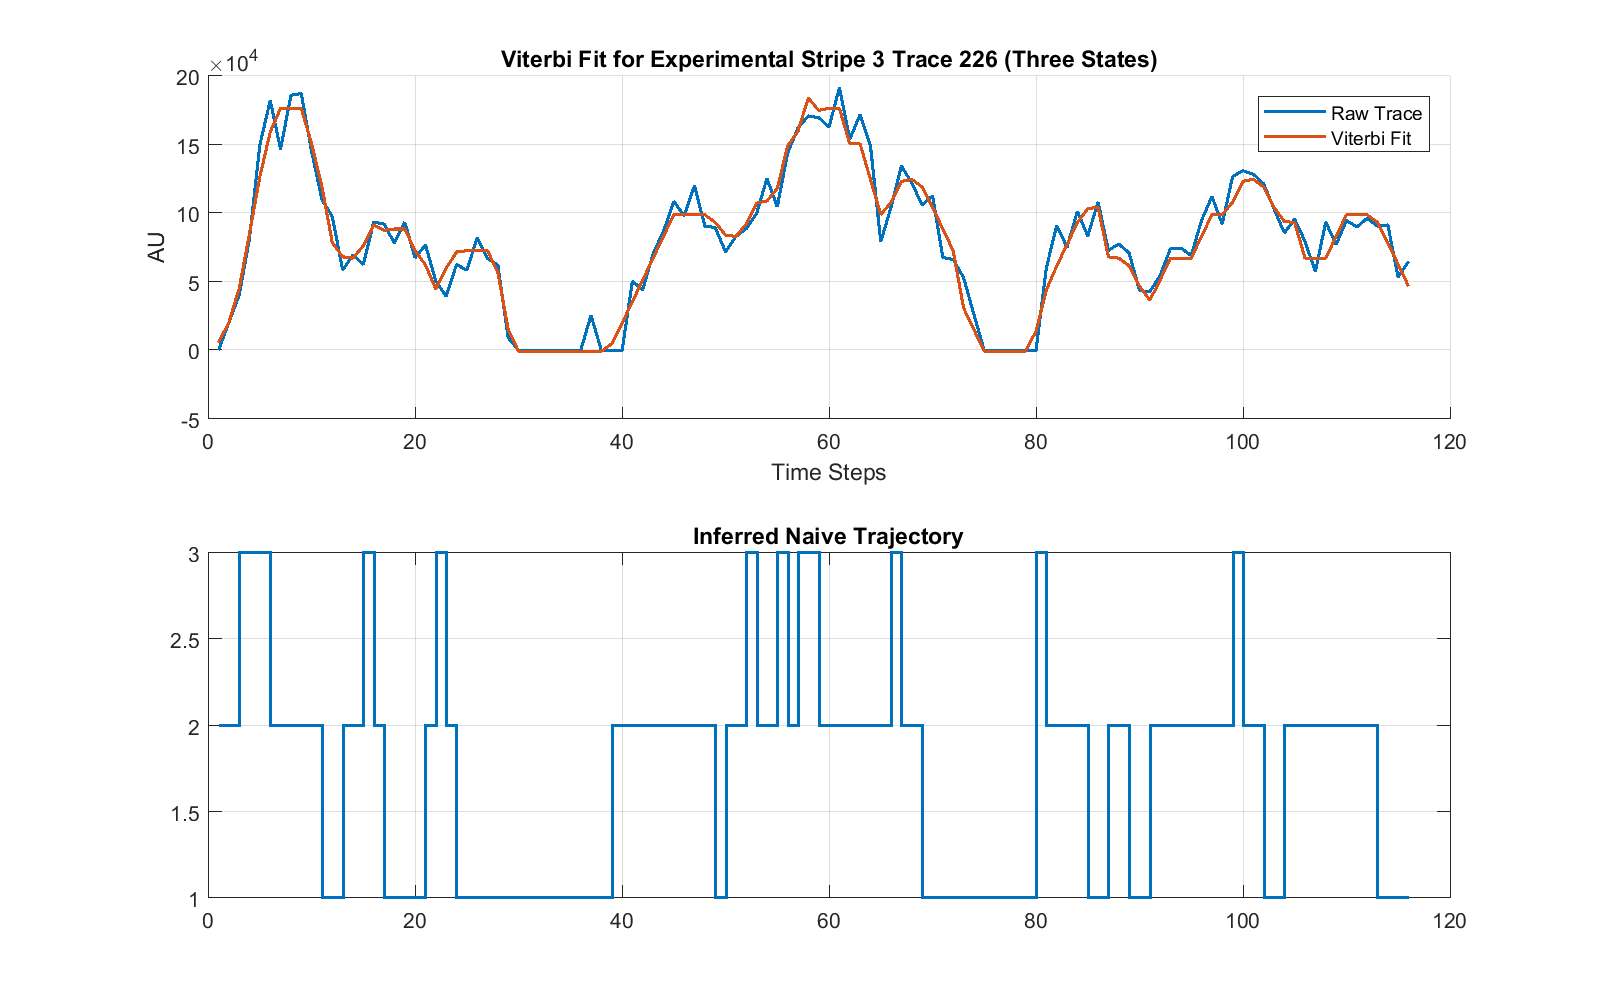 Viterbi Fit for Experimental Stripe 3 Trace 226 (Three States)
×10⁴
20
15
10
5
0
-5
AU
Raw Trace
Viterbi Fit
0 20 40 60 80 100 120
Time Steps
Inferred Naive Trajectory
3
2.5
2
1.5
1
0 20 40 60 80 100 120